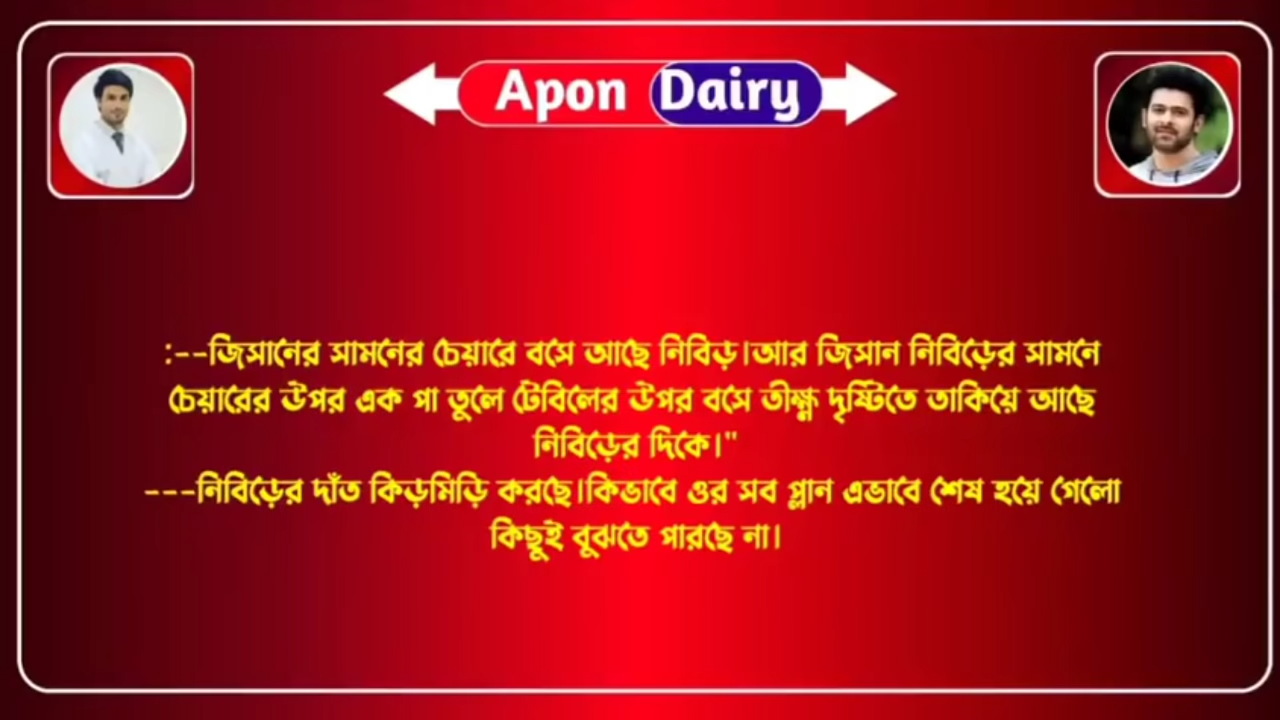 Apon Dairy
:--জিসানের সামনের চেয়ারে বসে আছে নিবিড়।আর জিসান নিবিড়ের সামনে
চেয়ারের উপর এক পা তুলে টেবিলের উপর বসে তীক্ষ্ণ দৃষ্টিতে তাকিয়ে আছে
নিবিড়ের দিকে।"
---নিবিড়ের দাঁত কিড়মিড়ি করছে।কিভাবে ওর সব প্লান এভাবে শেষ হয়ে গেলো
কিছুই বুঝতে পারছে না।